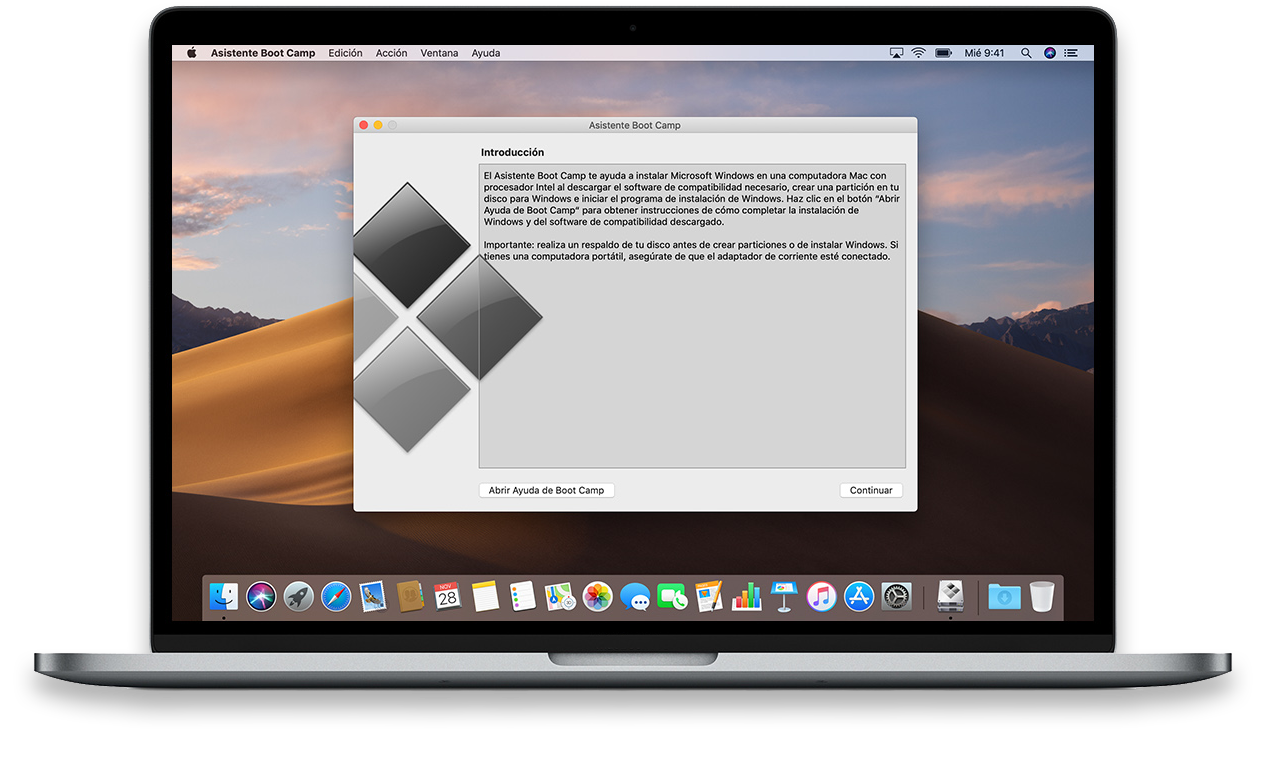 Asistente Boot Camp Edición Acción Ventana Ayuda Mié 9:41
Asistente Boot Camp
Introducción
El Asistente Boot Camp te ayuda a instalar Microsoft Windows en una computadora Mac con
procesador Intel al descargar el software de compatibilidad necesario, crear una partición en tu
disco para Windows e iniciar el programa de instalación de Windows. Haz clic en el botón “Abrir
Ayuda de Boot Camp” para obtener instrucciones de cómo completar la instalación de
Windows y del software de compatibilidad descargado.
Importante: realiza un respaldo de tu disco antes de crear particiones o de instalar Windows. Si
tienes una computadora portátil, asegúrate de que el adaptador de corriente esté conectado.
Abrir Ayuda de Boot Camp Continuar
NOV
28